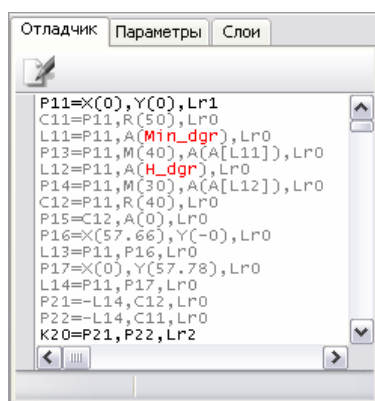 Отладчик Параметры Слои
P11=X(0),Y(0),Lr1
C11=P11,R(50),Lr0
L11=P11,A(Min_dgr),Lr0
P13=P11,M(40),A(A[L11]),Lr0
L12=P11,A(H_dgr),Lr0
P14=P11,M(30),A(A[L12]),Lr0
C12=P11,R(40),Lr0
P15=C12,A(0),Lr0
P16=X(57.66),Y(-0),Lr0
L13=P11,P16,Lr0
P17=X(0),Y(57.78),Lr0
L14=P11,P17,Lr0
P21=-L14,C12,Lr0
P22=-L14,C11,Lr0
K20=P21,P22,Lr2